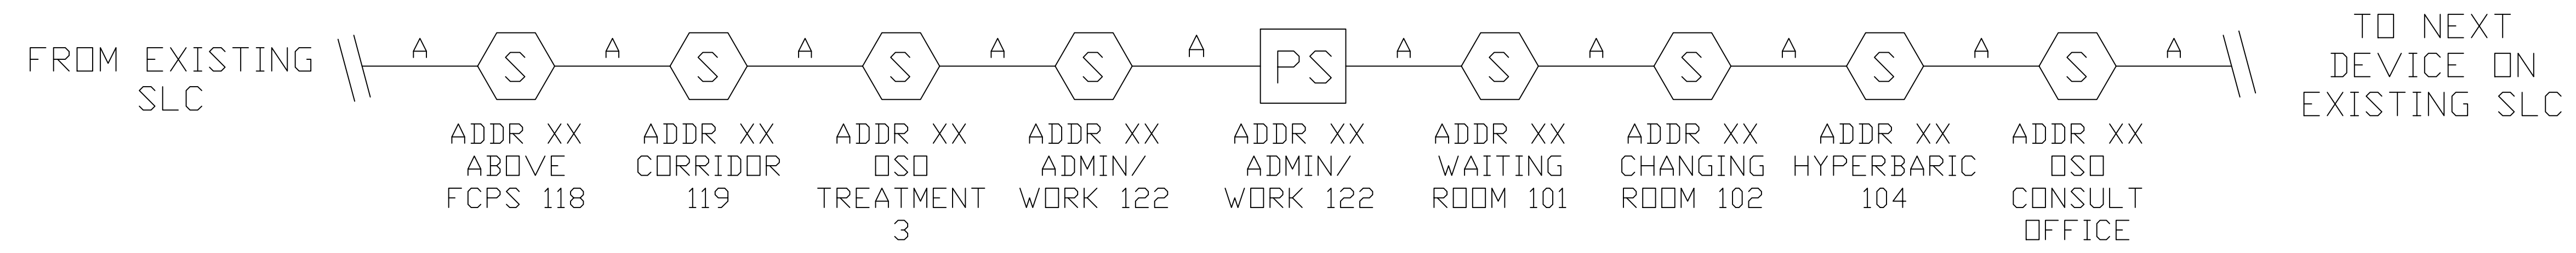 FROM EXISTING
SLC
A
S
ADDR XX
ABOVE
FCPS 118
A
S
ADDR XX
CORRIDOR
119
A
S
ADDR XX
OSO
TREATMENT
3
A
S
ADDR XX
ADMIN/
WORK 122
A
PS
ADDR XX
ADMIN/
WORK 122
A
S
ADDR XX
WAITING
ROOM 101
A
S
ADDR XX
CHANGING
ROOM 102
A
S
ADDR XX
HYPERBARIC
104
A
S
ADDR XX
OSO
CONSULT
OFFICE
A
TO NEXT
DEVICE ON
EXISTING SLC